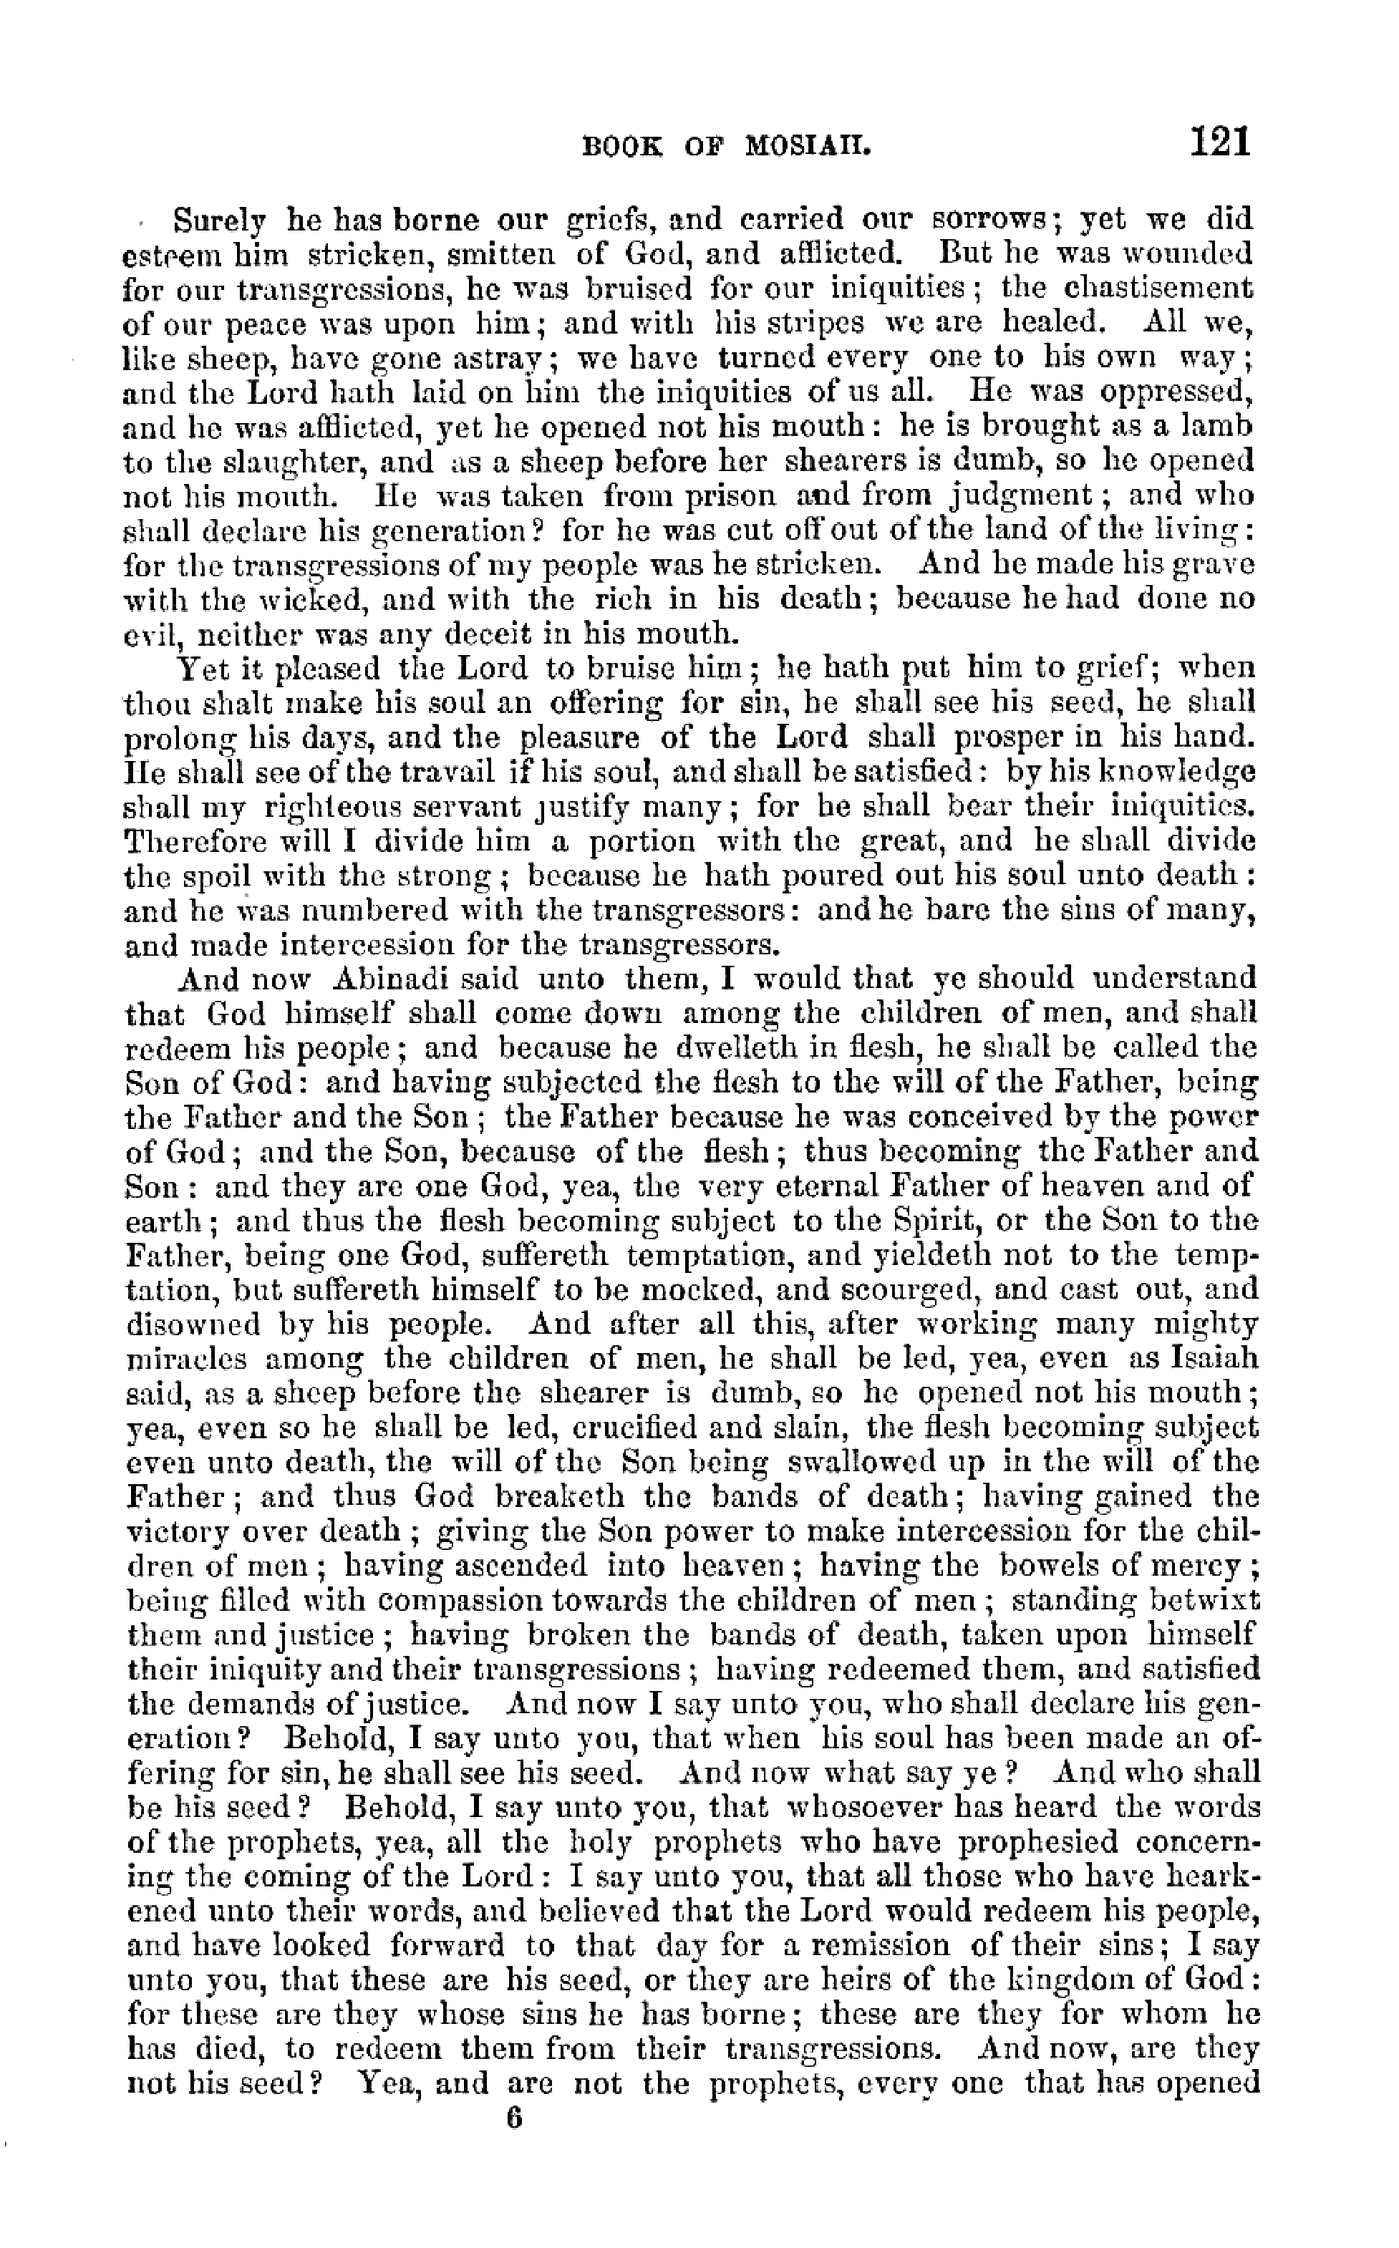 BOOK OF MOSIAH. 121
Surely he has borne our griefs, and carried our sorrows; yet we did
esteem him stricken, smitten of God, and afflicted. But he was wounded
for our transgressions, he was bruised for our iniquities; the chastisement
of our peace was upon him; and with his stripes we are healed. All we,
like sheep, have gone astray; we have turned every one to his own way;
and the Lord hath laid on him the iniquities of us all. He was oppressed,
and he was afflicted, yet he opened not his mouth: he is brought as a lamb
to the slaughter, and as a sheep before her shearers is dumb, so he opened
not his mouth. He was taken from prison and from judgment; and who
shall declare his generation? for he was cut off out of the land of the living:
for the transgressions of my people was he stricken. And he made his grave
with the wicked, and with the rich in his death; because he had done no
evil, neither was any deceit in his mouth.
Yet it pleased the Lord to bruise him; he hath put him to grief; when
thou shalt make his soul an offering for sin, he shall see his seed, he shall
prolong his days, and the pleasure of the Lord shall prosper in his hand.
He shall see of the travail if his soul, and shall be satisfied: by his knowledge
shall my righteous servant justify many; for he shall bear their iniquities.
Therefore will I divide him a portion with the great, and he shall divide
the spoil with the strong; because he hath poured out his soul unto death:
and he was numbered with the transgressors: and he bare the sins of many,
and made intercession for the transgressors.
And now Abinadi said unto them, I would that ye should understand
that God himself shall come down among the children of men, and shall
redeem his people; and because he dwelleth in flesh, he shall be called the
Son of God: and having subjected the flesh to the will of the Father, being
the Father and the Son; the Father because he was conceived by the power
of God; and the Son, because of the flesh; thus becoming the Father and
Son: and they are one God, yea, the very eternal Father of heaven and of
earth; and thus the flesh becoming subject to the Spirit, or the Son to the
Father, being one God, suffereth temptation, and yieldeth not to the temp-
tation, but suffereth himself to be mocked, and scourged, and cast out, and
disowned by his people. And after all this, after working many mighty
miracles among the children of men, he shall be led, yea, even as Isaiah
said, as a sheep before the shearer is dumb, so he opened not his mouth;
yea, even so he shall be led, crucified and slain, the flesh becoming subject
even unto death, the will of the Son being swallowed up in the will of the
Father; and thus God breaketh the bands of death; having gained the
victory over death; giving the Son power to make intercession for the chil-
dren of men; having ascended into heaven; having the bowels of mercy;
being filled with compassion towards the children of men; standing betwixt
them and justice; having broken the bands of death, taken upon himself
their iniquity and their transgressions; having redeemed them, and satisfied
the demands of justice. And now I say unto you, who shall declare his gen-
eration? Behold, I say unto you, that when his soul has been made an of-
fering for sin, he shall see his seed. And now what say ye? And who shall
be his seed? Behold, I say unto you, that whosoever has heard the words
of the prophets, yea, all the holy prophets who have prophesied concern-
ing the coming of the Lord: I say unto you, that all those who have heark-
ened unto their words, and believed that the Lord would redeem his people,
and have looked forward to that day for a remission of their sins; I say
unto you, that these are his seed, or they are heirs of the kingdom of God:
for these are they whose sins he has borne; these are they for whom he
has died, to redeem them from their transgressions. And now, are they
not his seed? Yea, and are not the prophets, every one that has opened
6